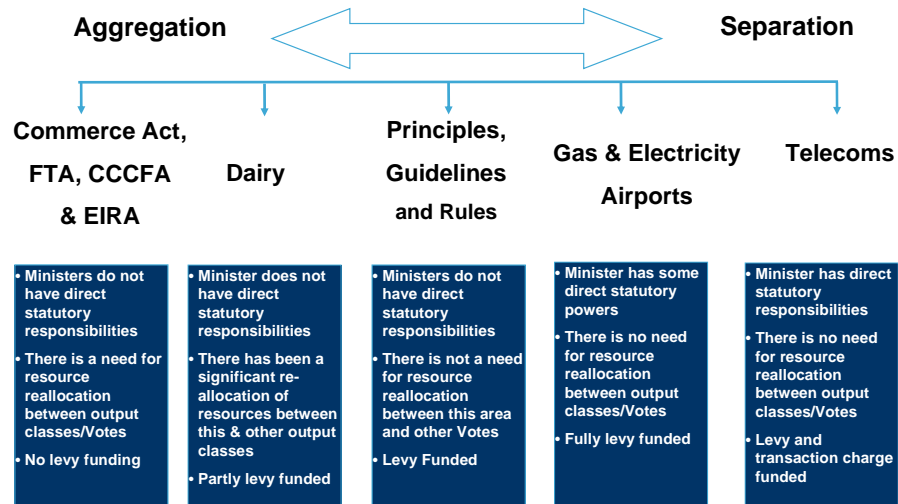 Aggregation
Separation
Commerce Act,
FTA, CCCFA
& EIRA
Dairy
Principles,
Guidelines
and Rules
Gas & Electricity
Airports
Telecoms
• Ministers do not
have direct
statutory
responsibilities
• There is a need for
resource
reallocation
between output
classes/Votes
• No levy funding
• Minister does not
have direct
statutory
responsibilities
• There has been a
significant re-
allocation of
resources between
this & other output
classes
• Partly levy funded
• Ministers do not
have direct
statutory
responsibilities
• There is not a need
for resource
reallocation
between this area
and other Votes
• Levy Funded
• Minister has some
direct statutory
powers
• There is no need
for resource
reallocation
between output
classes/Votes
• Fully levy funded
• Minister has direct
statutory
responsibilities
• There is no need
for resource
reallocation
between output
classes/Votes
• Levy and
transaction charge
funded